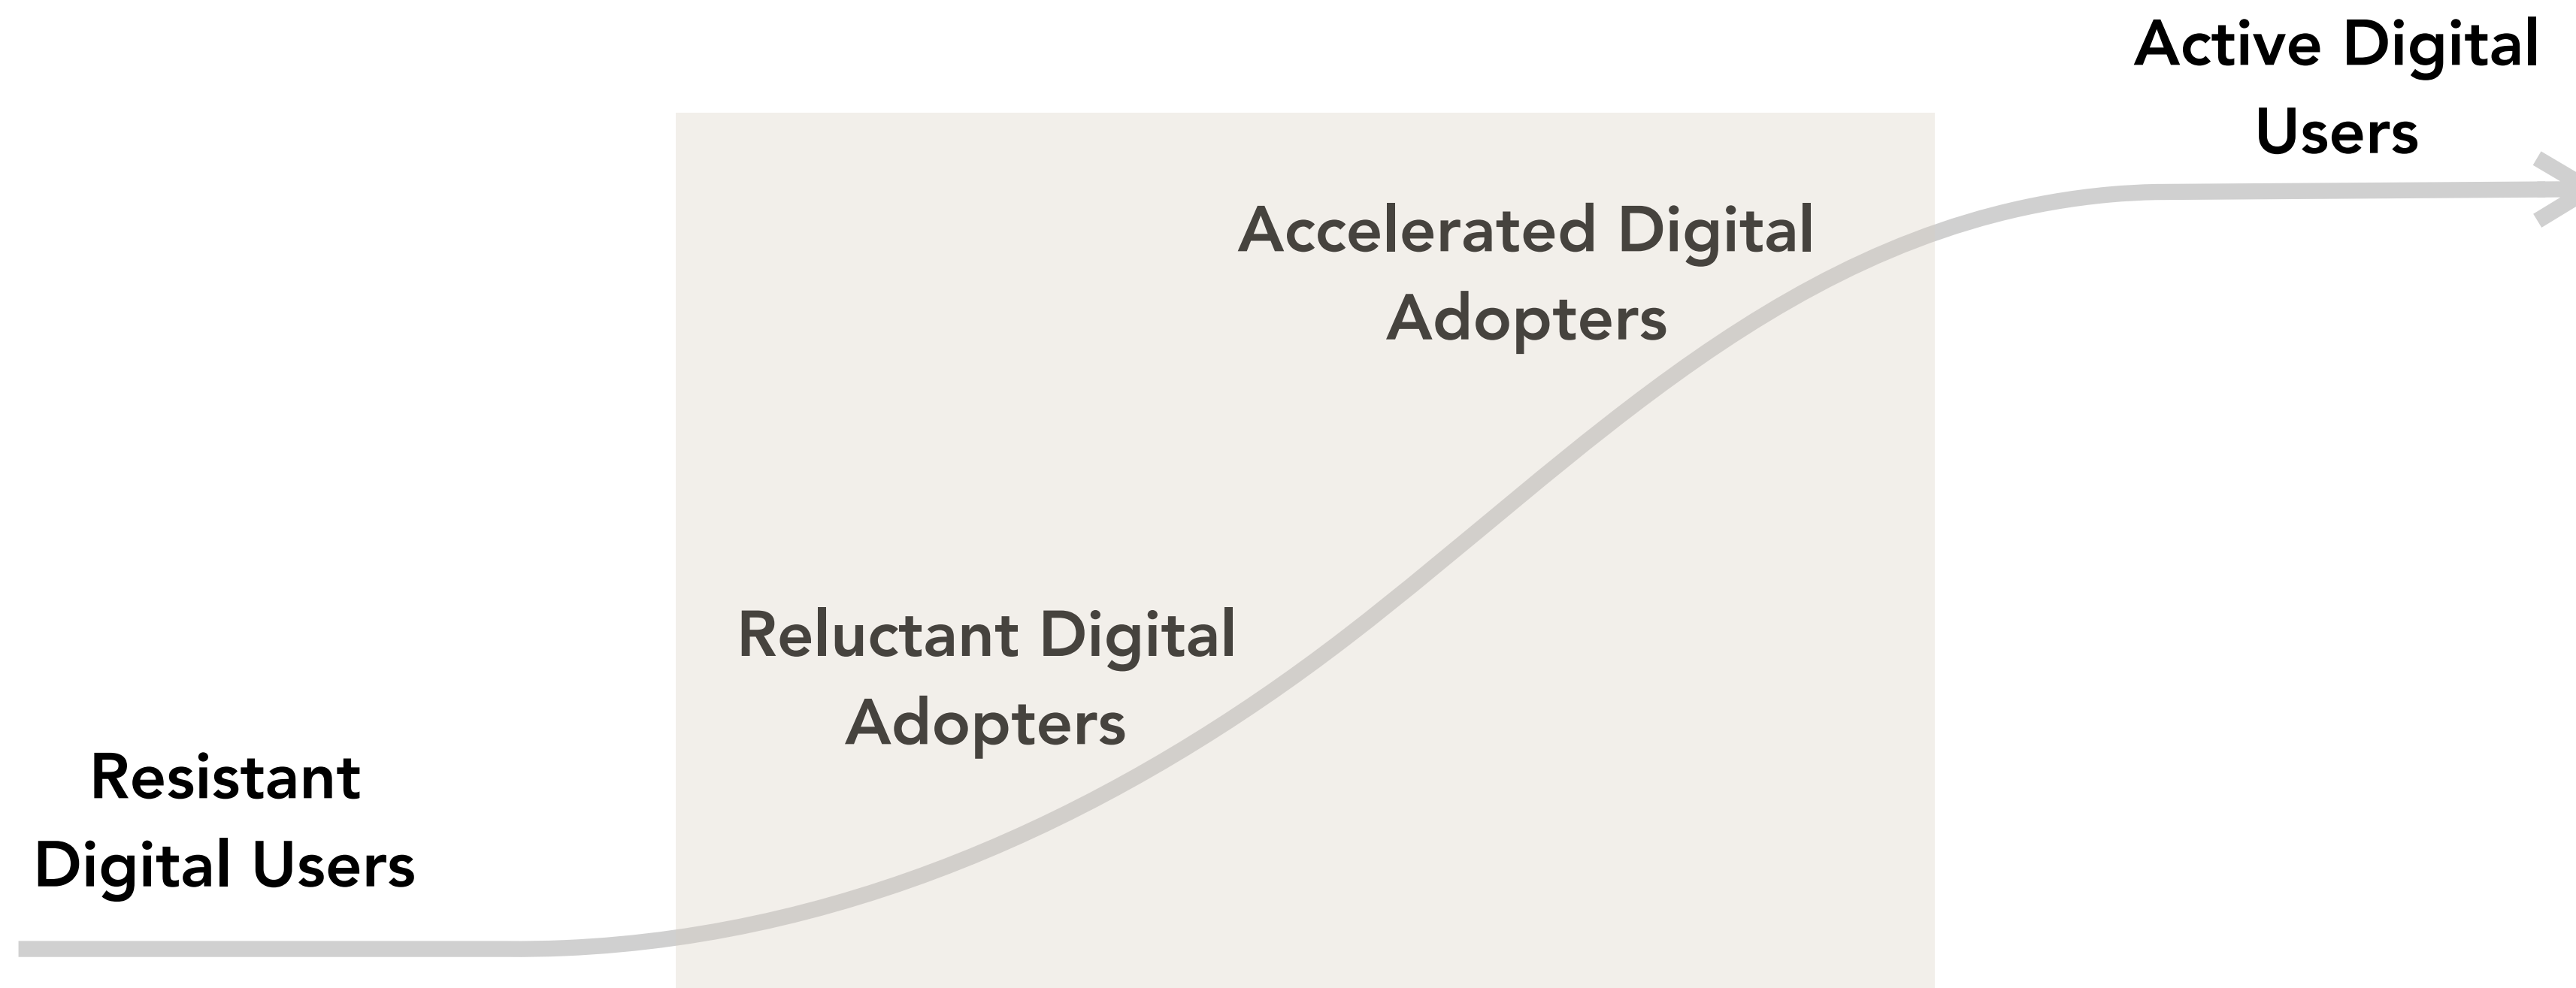 Active Digital
Users
Accelerated Digital
Adopters
Reluctant Digital
Adopters
Resistant
Digital Users